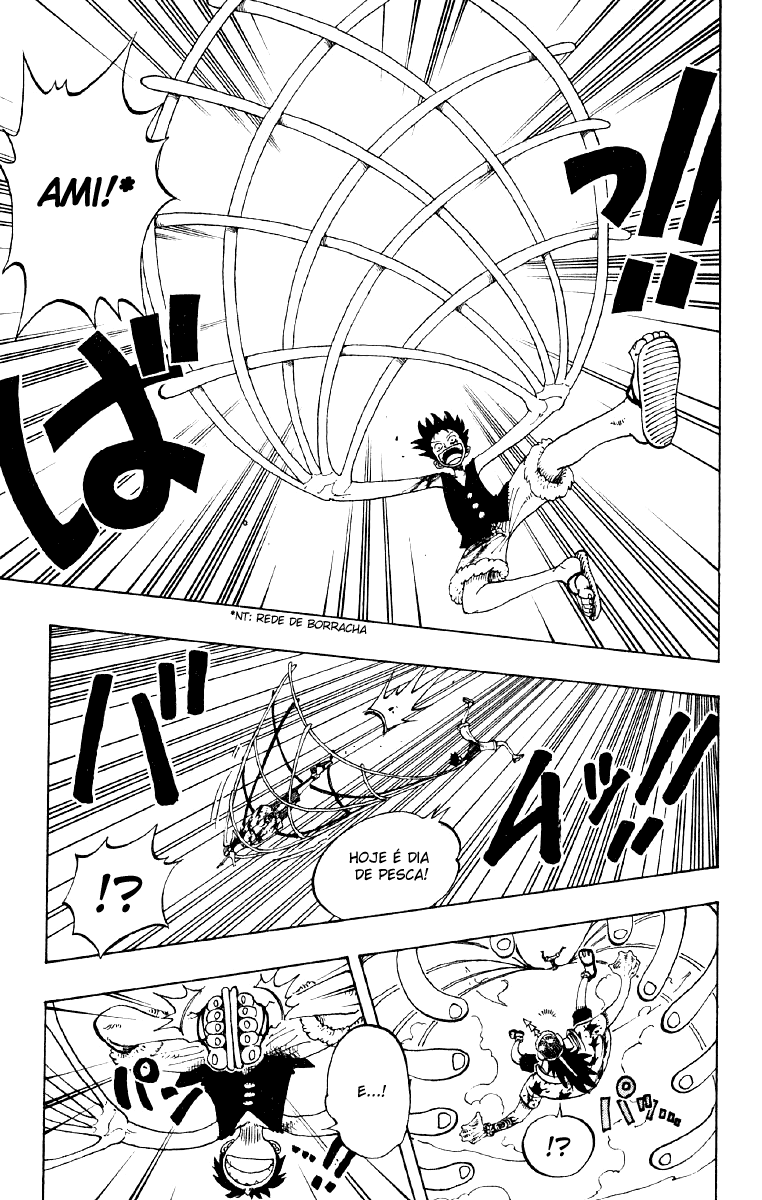 AMI!*
ばっ!!
*NT: REDE DE BORRACHA
バムッ!!
HOJE É DIA
DE PESCA!
!?
!?
E...!
パン!!